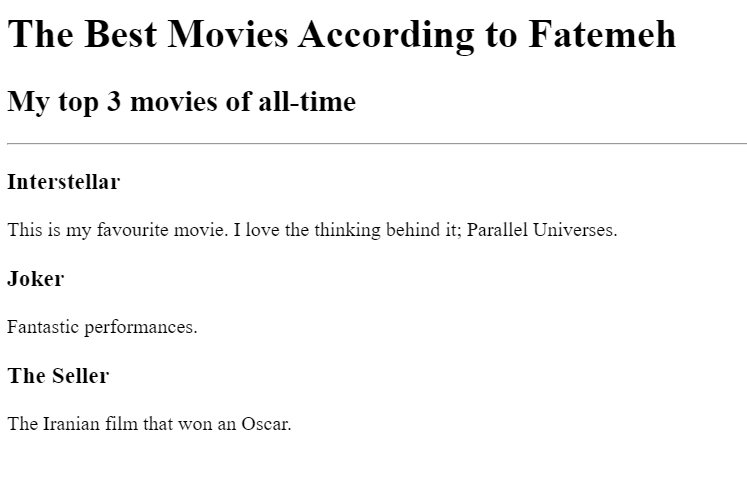 The Best Movies According to Fatemeh
My top 3 movies of all-time
Interstellar
This is my favourite movie. I love the thinking behind it; Parallel Universes.
Joker
Fantastic performances.
The Seller
The Iranian film that won an Oscar.